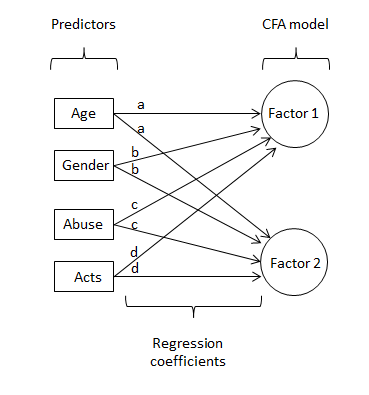 Predictors
CFA model
Age
a
a
Factor 1
Gender
b
b
Abuse
c
c
Acts
d
d
Factor 2
Regression
coefficients